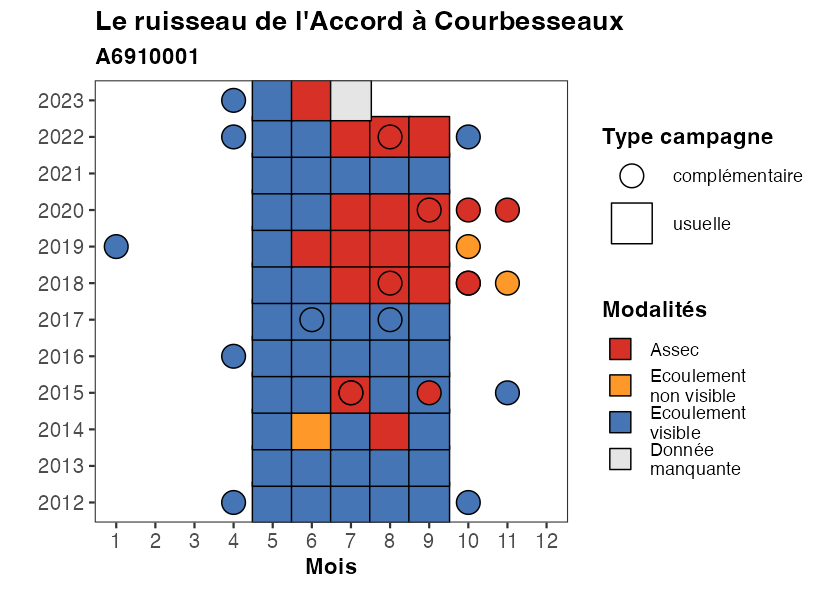 Le ruisseau de l'Accord à Courbesseaux
A6910001
2023
2022
2021
2020
2019
2018
2017
2016
2015
2014
2013
2012
1 2 3 4 5 6 7 8 9 10 11 12
Mois
Type campagne
complémentaire
usuelle
Modalités
Assec
Ecoulement
non visible
Ecoulement
visible
Donnée
manquante